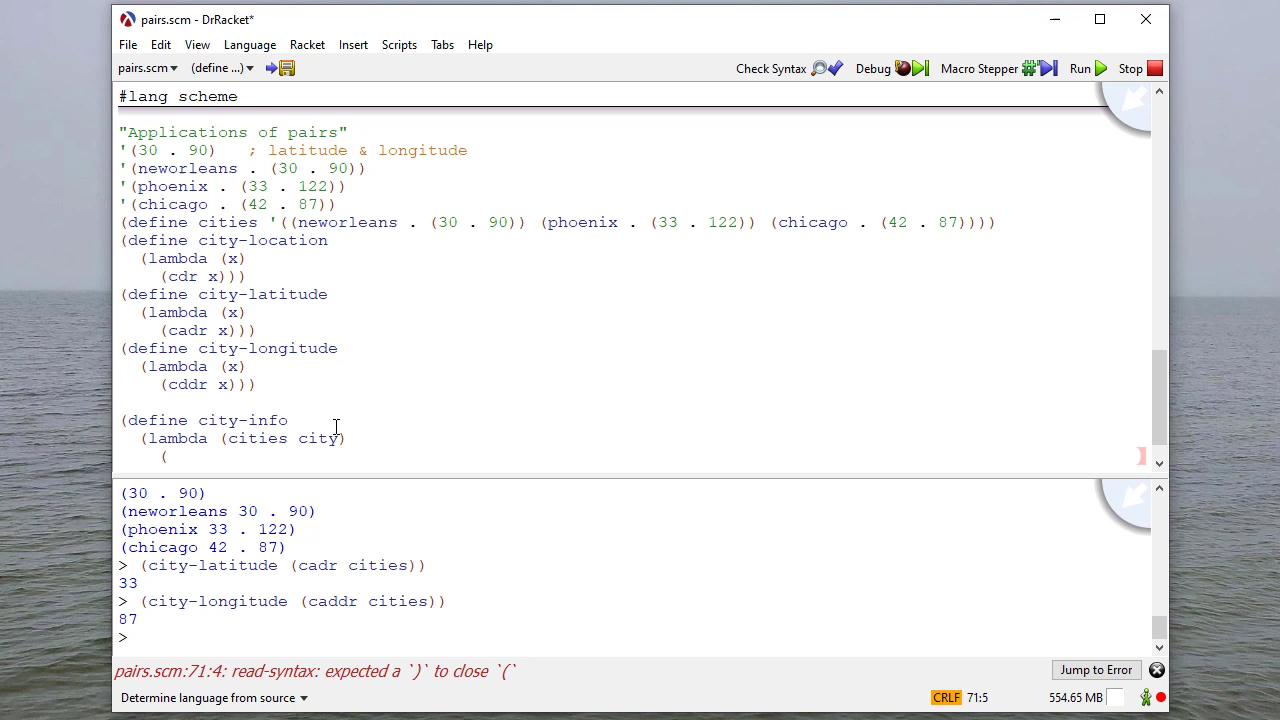 pairs.scm - DrRacket*
File Edit View Language Racket Insert Scripts Tabs Help
pairs.scm (define ...) Check Syntax Debug Macro Stepper Run Stop
#lang scheme
"Applications of pairs"
'(30 . 90)   ; latitude & longitude
'(neworleans . (30 . 90))
'(phoenix . (33 . 122))
'(chicago . (42 . 87))
(define cities '((neworleans . (30 . 90)) (phoenix . (33 . 122)) (chicago . (42 . 87))))
(define city-location
  (lambda (x)
    (cdr x)))
(define city-latitude
  (lambda (x)
    (cadr x)))
(define city-longitude
  (lambda (x)
    (cddr x)))
(define city-info
  (lambda (cities city)
    (
(30 . 90)
(neworleans 30 . 90)
(phoenix 33 . 122)
(chicago 42 . 87)
> (city-latitude (cadr cities))
33
> (city-longitude (caddr cities))
87
>
pairs.scm:71:4: read-syntax: expected a `)` to close `(`
Jump to Error
Determine language from source CRLF 71:5 554.65 MB